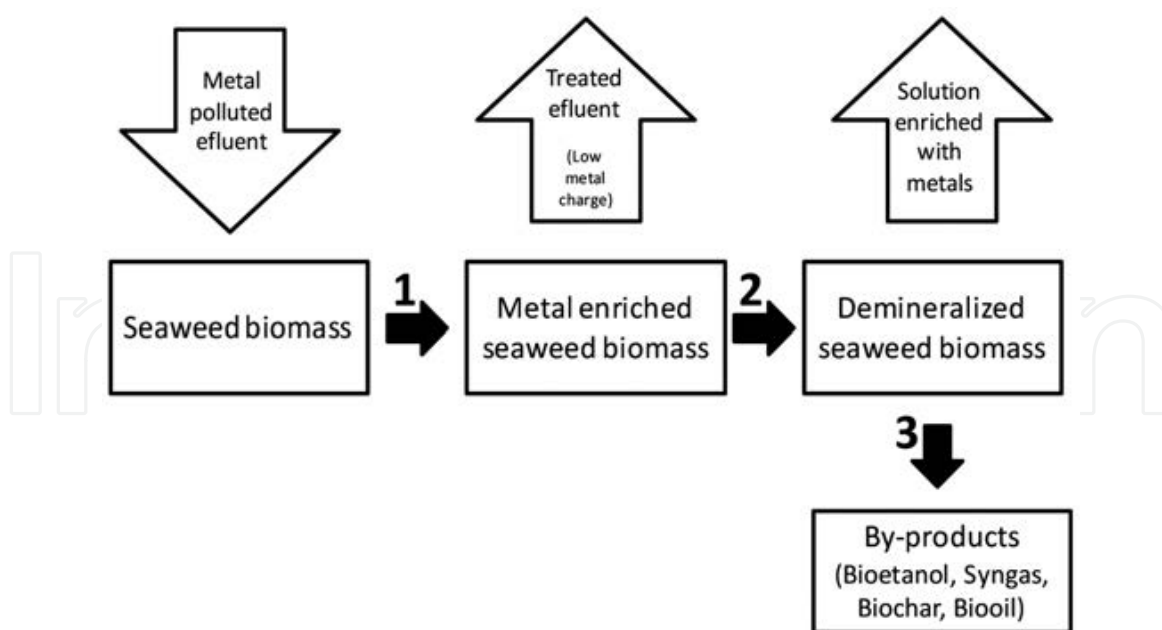 Metal
polluted
efluent
Treated
efluent
(Low
metal
charge)
Solution
enriched
with
metals
Seaweed biomass
1
Metal enriched
seaweed biomass
2
Demineralized
seaweed biomass
3
By-products
(Bioetanol, Syngas,
Biochar, Biooil)